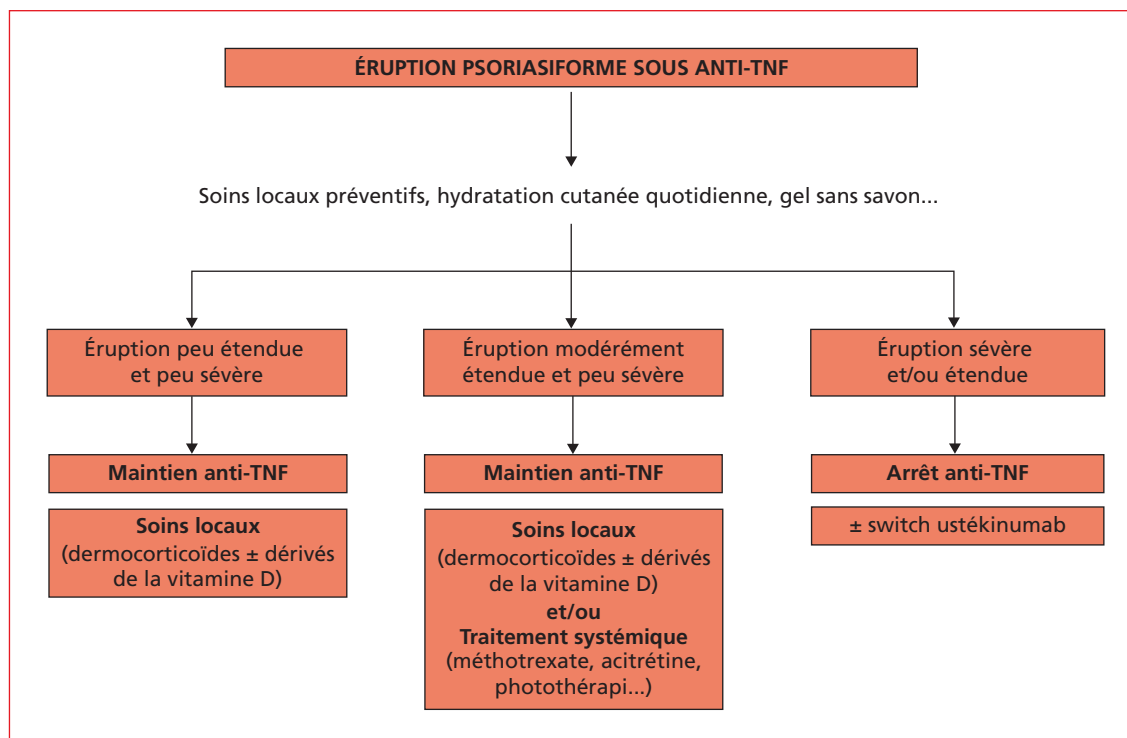 ÉRUPTION PSORIASIFORME SOUS ANTI-TNF
Soins locaux préventifs, hydratation cutanée quotidienne, gel sans savon...
Éruption peu étendue
et peu sévère
Maintien anti-TNF
Soins locaux
(dermocorticoïdes ± dérivés
de la vitamine D)
Éruption modérément
étendue et peu sévère
Maintien anti-TNF
Soins locaux
(dermocorticoïdes ± dérivés
de la vitamine D)
et/ou
Traitement systémique
(méthotrexate, acitrétine,
photothérapi...)
Éruption sévère
et/ou étendue
Arrêt anti-TNF
± switch ustékinumab